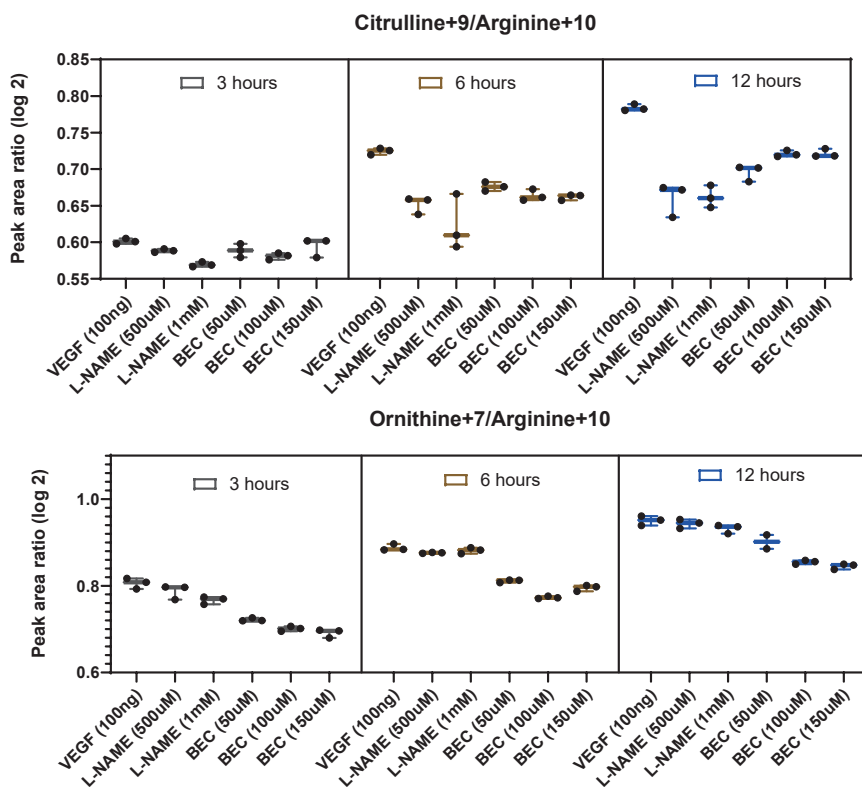 Citrulline+9/Arginine+10
Peak area ratio (log 2)
0.85
0.80
0.75
0.70
0.65
0.60
0.55
3 hours
6 hours
12 hours
VEGF (100ng)
L-NAME (500uM)
L-NAME (1mM)
BEC (50uM)
BEC (100uM)
BEC (150uM)
VEGF (100ng)
L-NAME (500uM)
L-NAME (1mM)
BEC (50uM)
BEC (100uM)
BEC (150uM)
VEGF (100ng)
L-NAME (500uM)
L-NAME (1mM)
BEC (50uM)
BEC (100uM)
BEC (150uM)
Ornithine+7/Arginine+10
Peak area ratio (log 2)
1.0
0.8
0.6
3 hours
6 hours
12 hours
VEGF (100ng)
L-NAME (500uM)
L-NAME (1mM)
BEC (50uM)
BEC (100uM)
BEC (150uM)
VEGF (100ng)
L-NAME (500uM)
L-NAME (1mM)
BEC (50uM)
BEC (100uM)
BEC (150uM)
VEGF (100ng)
L-NAME (500uM)
L-NAME (1mM)
BEC (50uM)
BEC (100uM)
BEC (150uM)